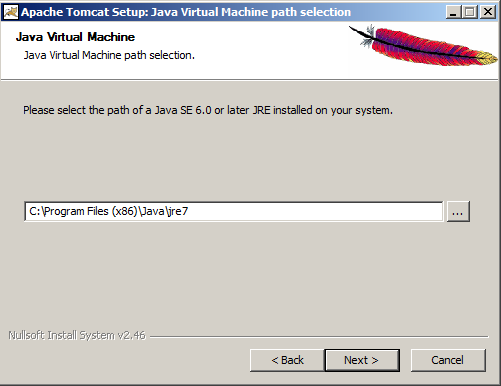 Apache Tomcat Setup: Java Virtual Machine path selection
Java Virtual Machine
Java Virtual Machine path selection.
Please select the path of a Java SE 6.0 or later JRE installed on your system.
C:\Program Files (x86)\Java\jre7
...
Nullsoft Install System v2.46
< Back Next > Cancel